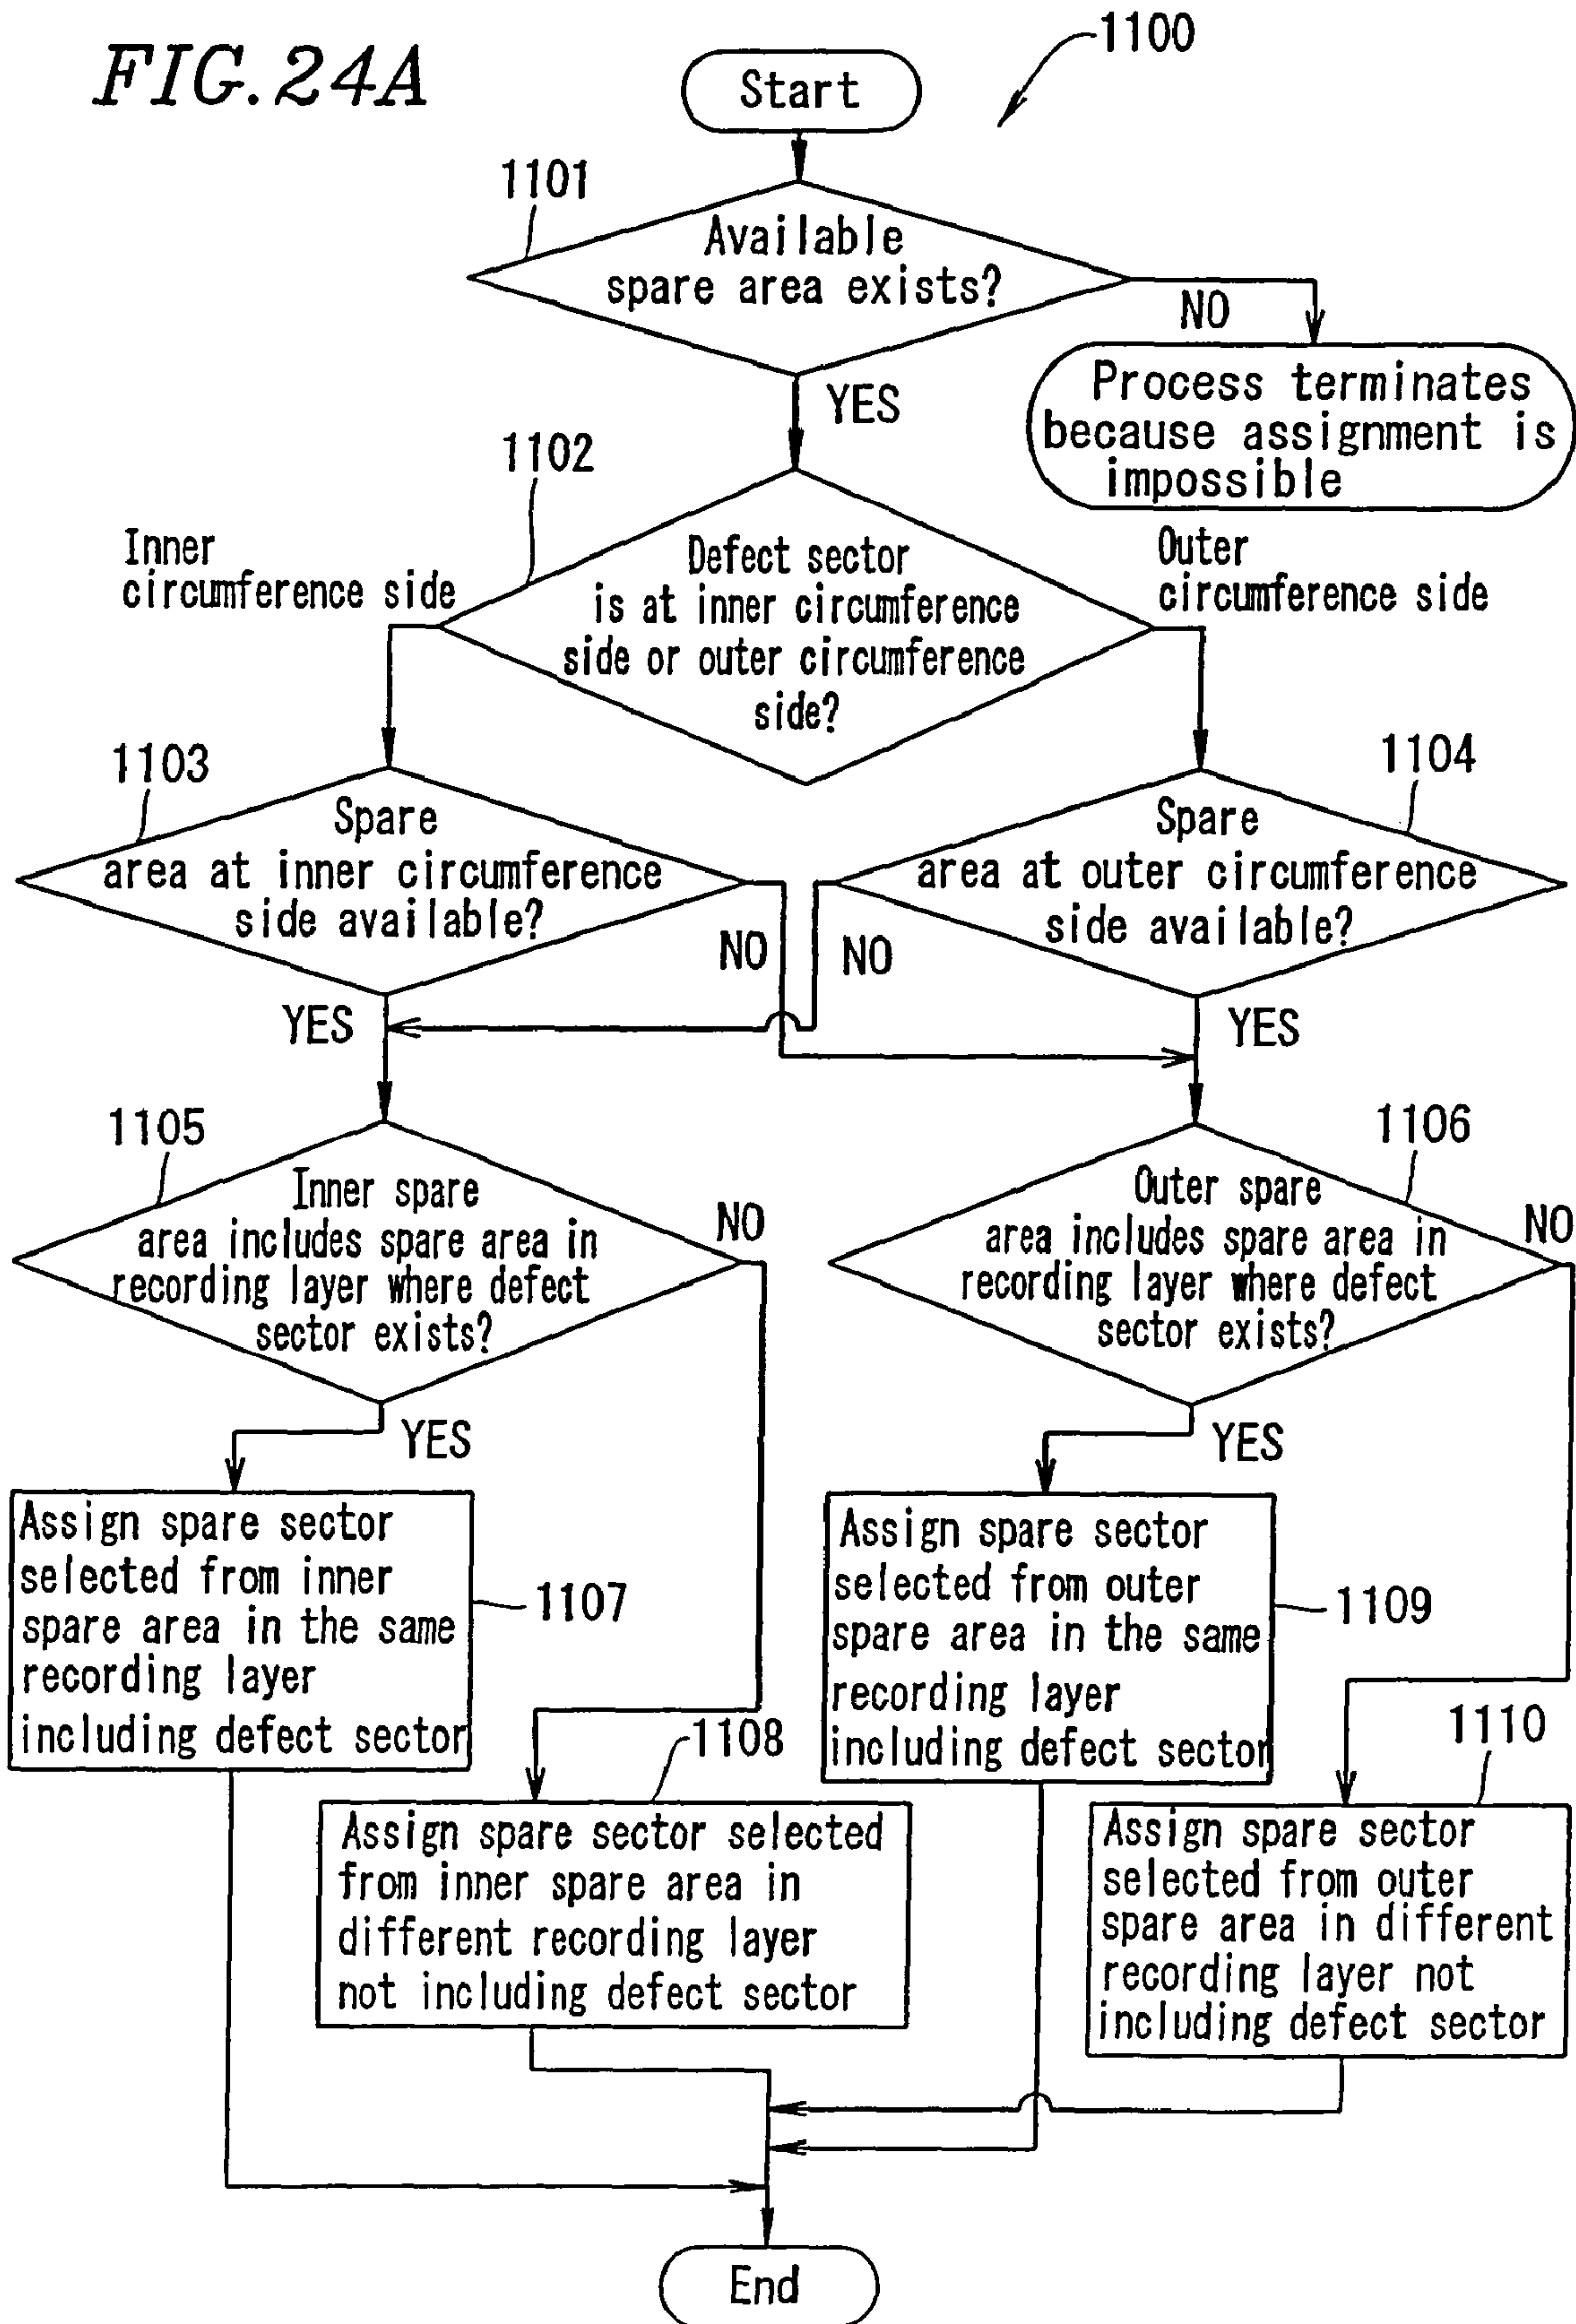 FIG. 24A
1100
Start
1101
Available
spare area exists?
NO
YES
Process terminates
because assignment is
impossible
1102
Inner
circumference side
Defect sector
is at inner circumference
side or outer circumference
side?
Outer
circumference side
1103
Spare
area at inner circumference
side available?
1104
Spare
area at outer circumference
side available?
NO
NO
YES
YES
1105
Inner spare
area includes spare area in
recording layer where defect
sector exists?
NO
YES
1106
Outer spare
area includes spare area in
recording layer where defect
sector exists?
NO
YES
Assign spare sector
selected from inner
spare area in the same
recording layer
including defect sector
1107
Assign spare sector
selected from outer
spare area in the same
recording layer
including defect sector
1109
1108
Assign spare sector selected
from inner spare area in
different recording layer
not including defect sector
1110
Assign spare sector
selected from outer
spare area in different
recording layer not
including defect sector
End